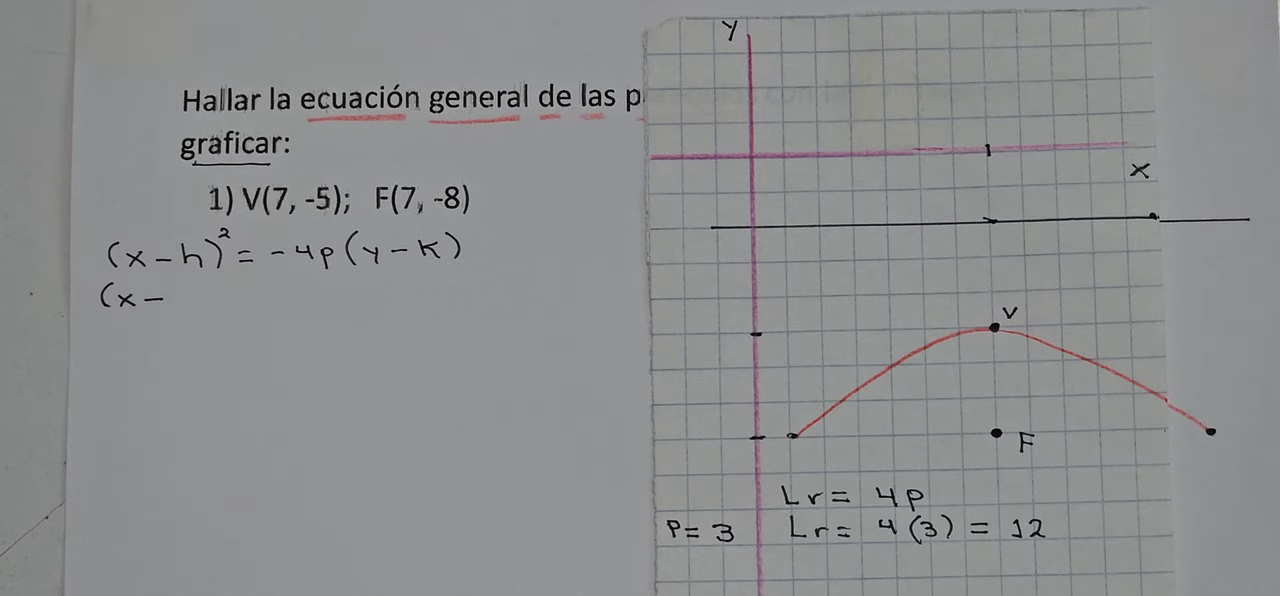 Hallar la ecuación general de las p
graficar:
1) V(7, -5); F(7, -8)
(x-h)² = -4p(y-k)
(x-
Y
1
x
V
F
Lr = 4p
P= 3 Lr = 4(3) = 12